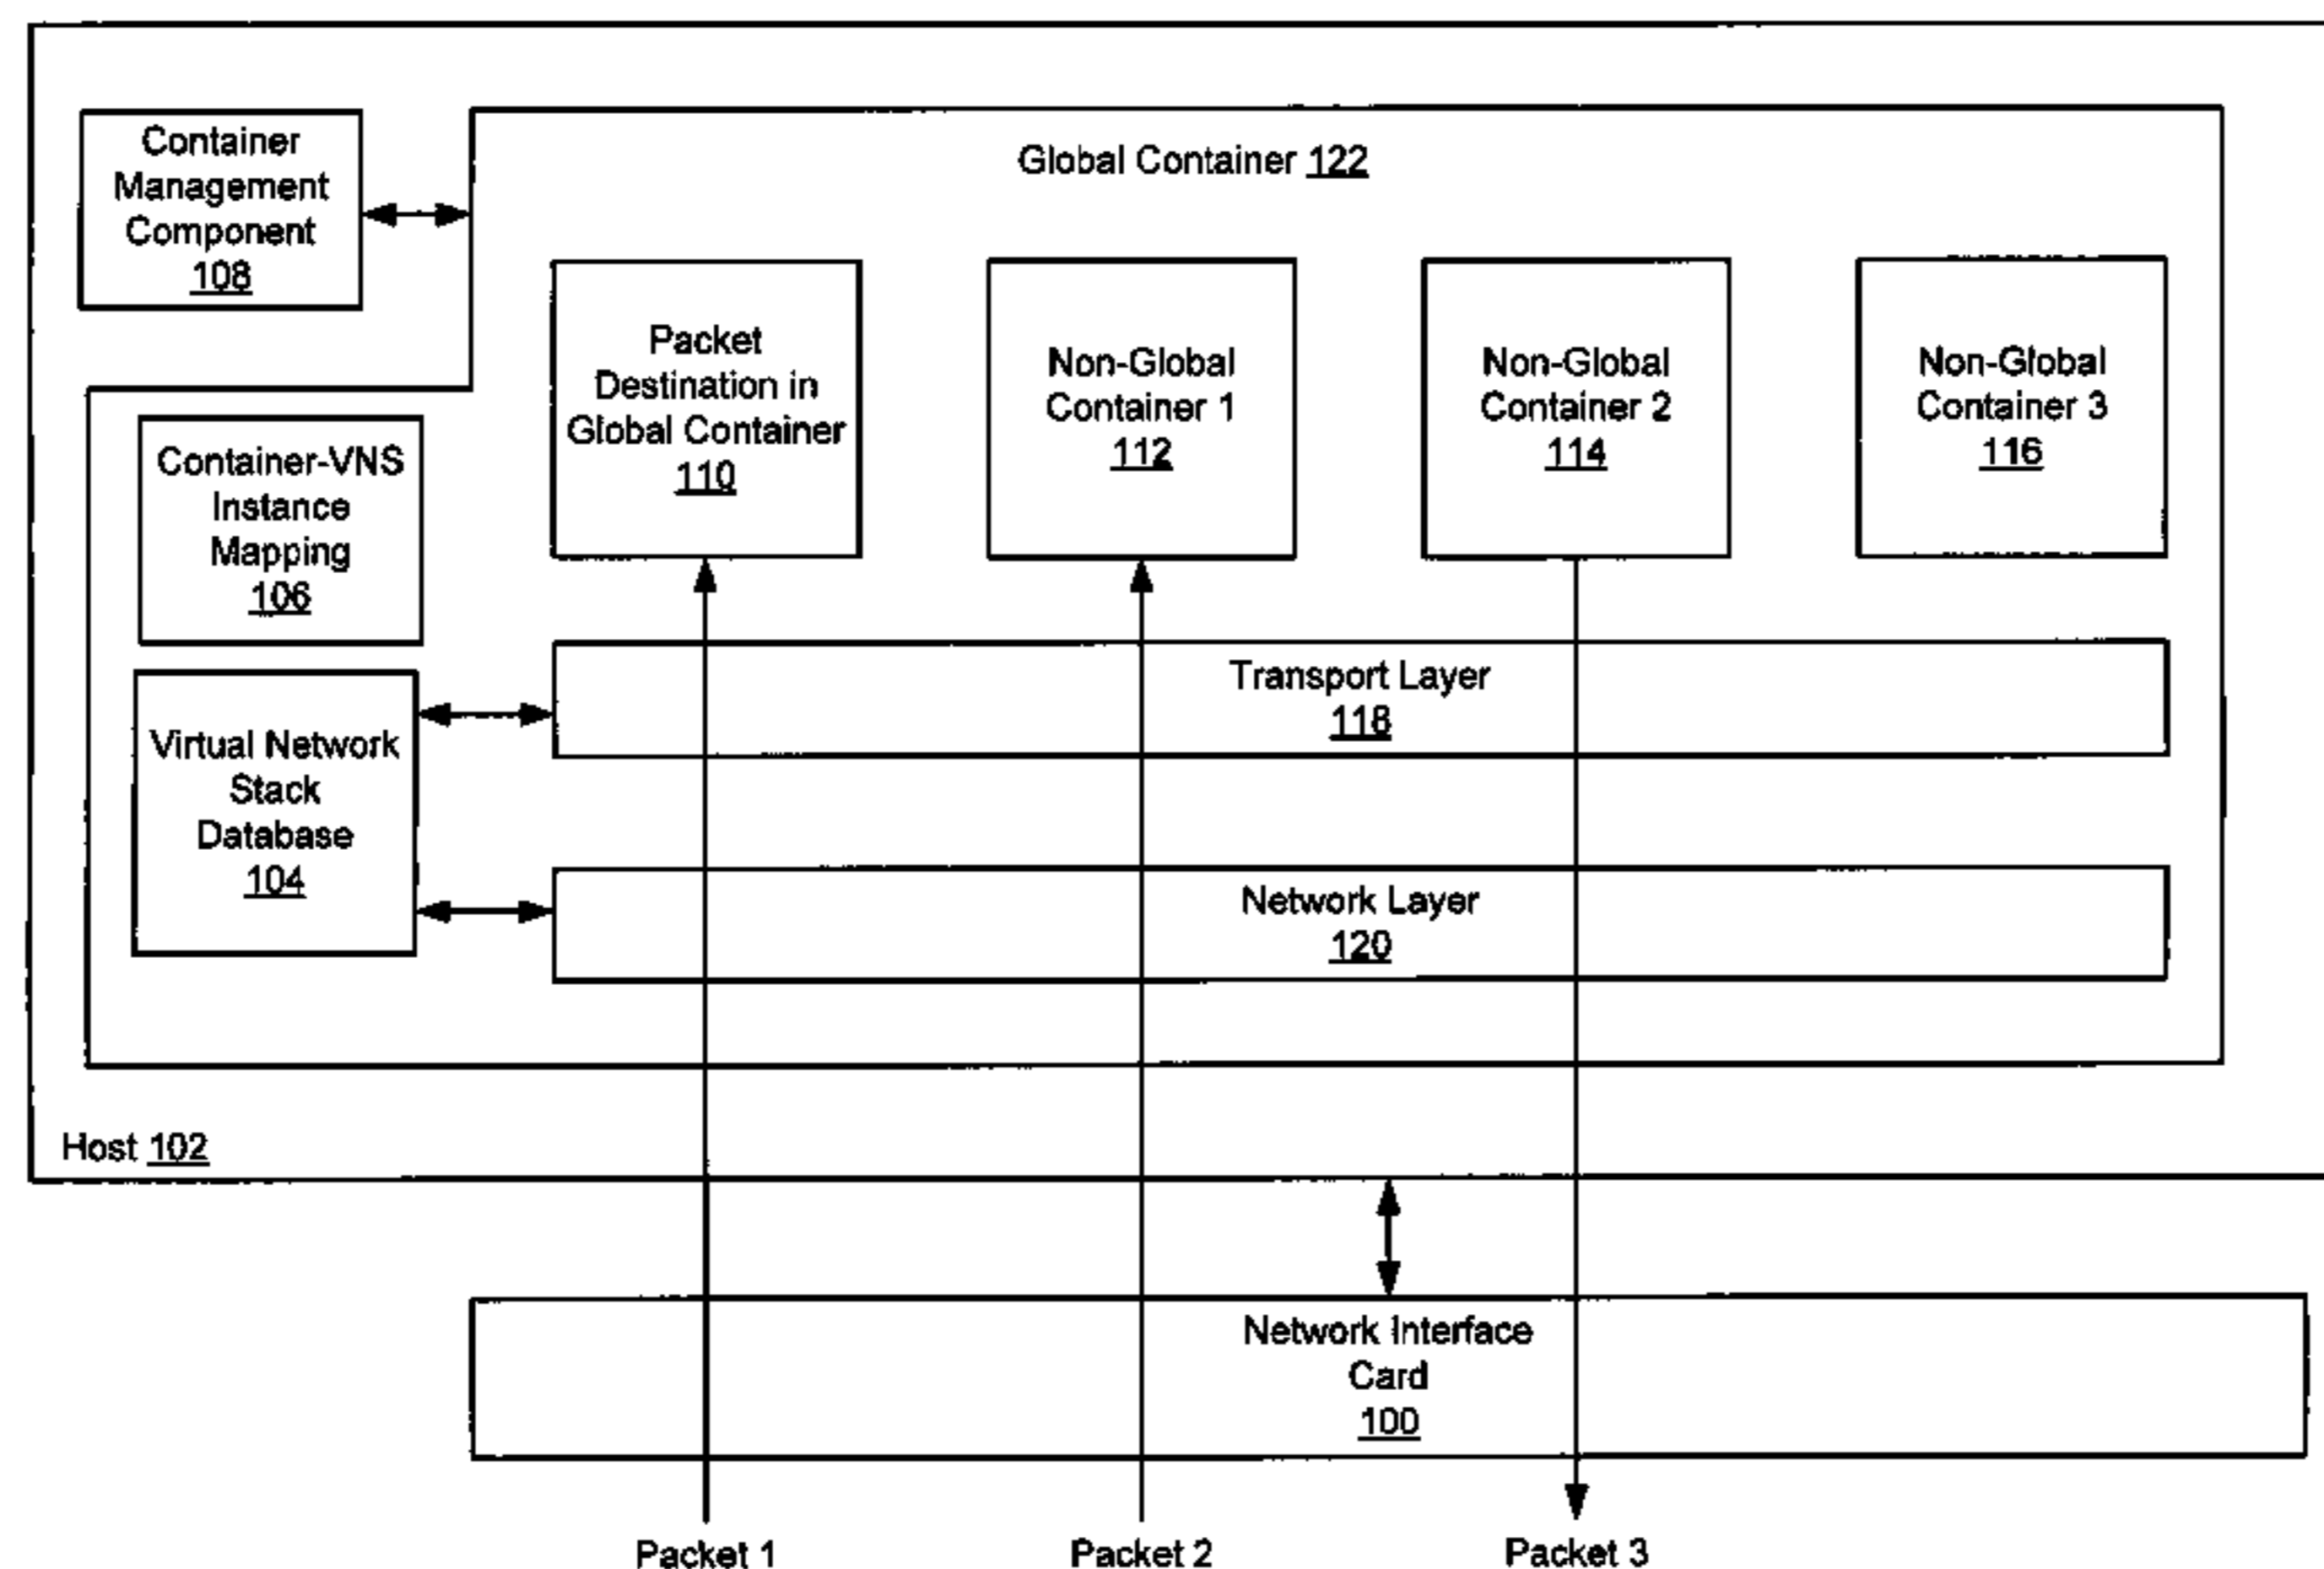 Container
Management
Component
108
Global Container 122
Packet
Destination in
Global Container
110
Non-Global
Container 1
112
Non-Global
Container 2
114
Non-Global
Container 3
116
Container-VNS
Instance
Mapping
106
Transport Layer
118
Virtual Network
Stack
Database
104
Network Layer
120
Host 102
Network Interface
Card
100
Packet 1
Packet 2
Packet 3